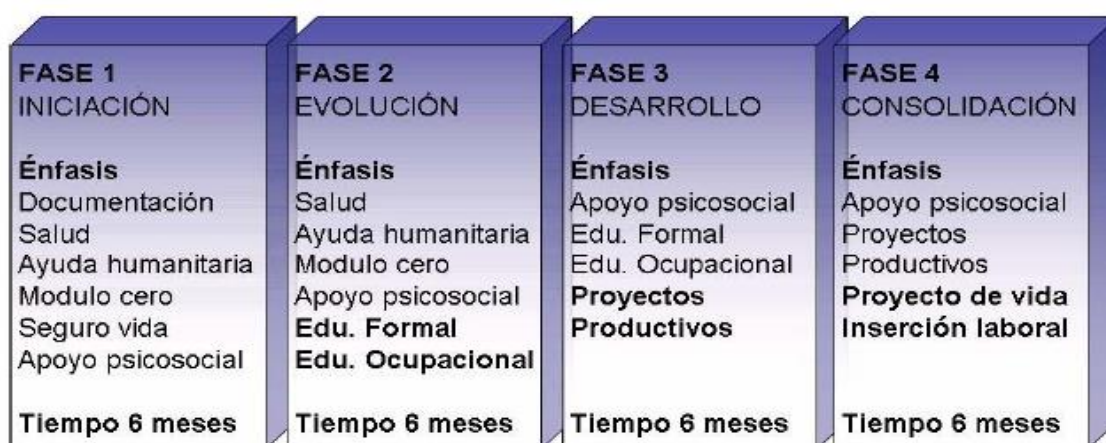 FASE 1
INICIACIÓN
Énfasis
Documentación
Salud
Ayuda humanitaria
Modulo cero
Seguro vida
Apoyo psicosocial
Tiempo 6 meses
FASE 2
EVOLUCIÓN
Énfasis
Salud
Ayuda humanitaria
Modulo cero
Apoyo psicosocial
Edu. Formal
Edu. Ocupacional
Tiempo 6 meses
FASE 3
DESARROLLO
Énfasis
Apoyo psicosocial
Edu. Formal
Edu. Ocupacional
Proyectos
Productivos
Tiempo 6 meses
FASE 4
CONSOLIDACIÓN
Énfasis
Apoyo psicosocial
Proyectos
Productivos
Proyecto de vida
Inserción laboral
Tiempo 6 meses